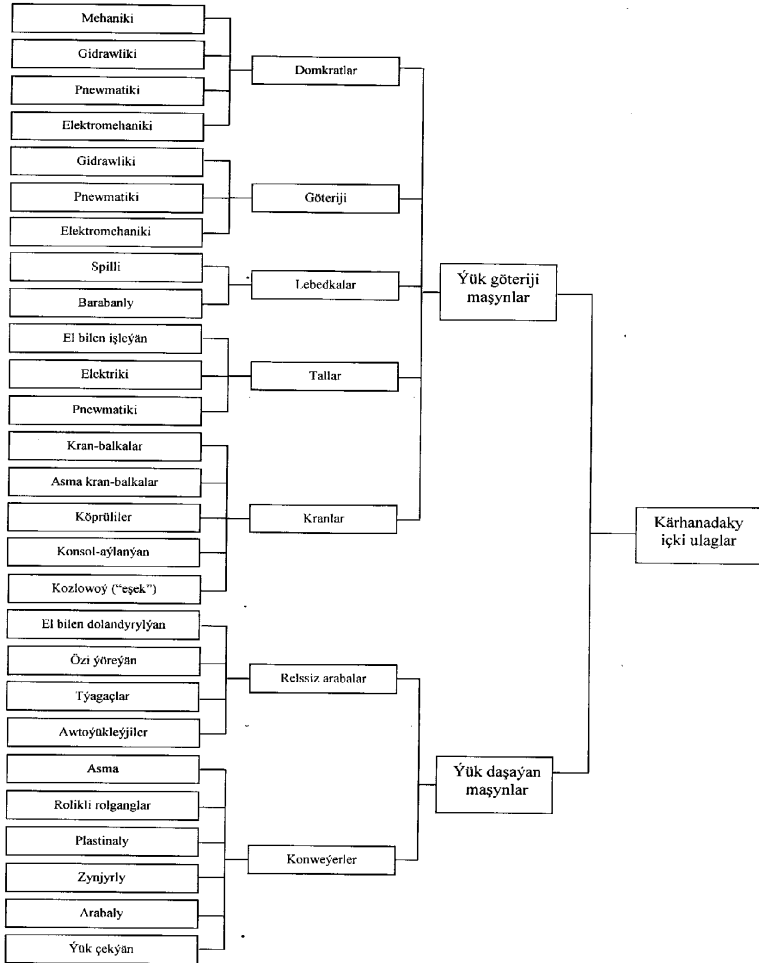 Mehaniki
Gidrawliki
Pnewmatiki
Elektromehaniki
Domkratlar
Gidrawliki
Pnewmatiki
Elektromehaniki
Göteriji
Spilli
Barabanly
Lebedkalar
El bilen işleýän
Elektriki
Pnewmatiki
Tallar
Kran-balkalar
Asma kran-balkalar
Köprüliler
Konsol-aýlanýan
Kozlowoý (“eşek”)
Kranlar
Ýük göteriji
maşynlar
El bilen dolandyrylýan
Özi ýöreýän
Týagaçlar
Awtoýükleýjiler
Relssiz arabalar
Asma
Rolikli rolganglar
Plastinaly
Zynjyrly
Arabaly
Ýük çekýän
Konweýerler
Ýük daşaýan
maşynlar
Kärhanadaky
içki ulaglar